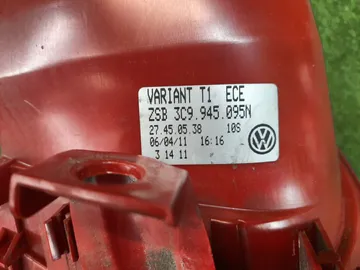 VARIANT T1 ECE
ZSB 3C9.945.095N
27.45.05.38 10S
06/04/11 16:16
3 14 11